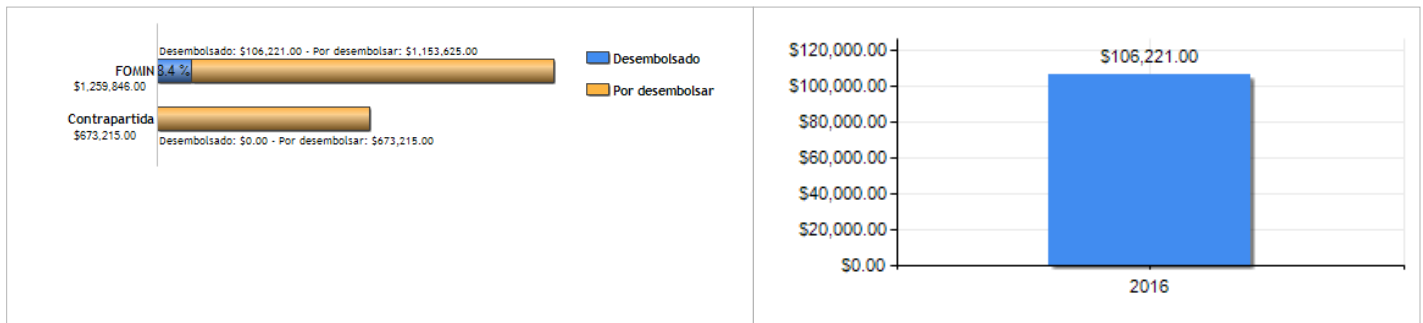 Desembolsado: $106,221.00 - Por desembolsar: $1,153,625.00
FOMIN 8.4 %
$1,259,846.00
Contrapartida
$673,215.00
Desembolsado: $0.00 - Por desembolsar: $673,215.00
Desembolsado
Por desembolsar
$120,000.00
$106,221.00
$100,000.00
$80,000.00
$60,000.00
$40,000.00
$20,000.00
$0.00
2016